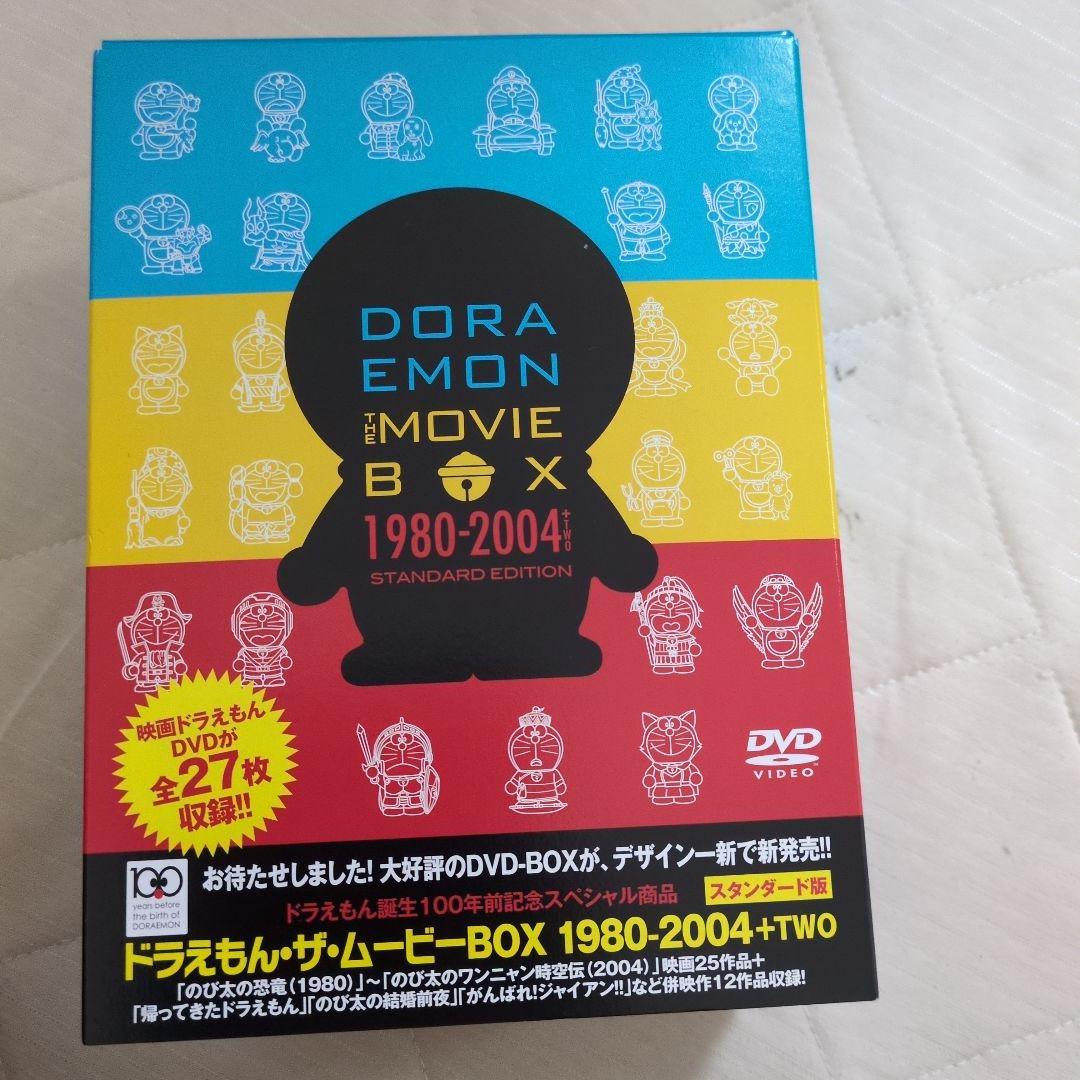 DORA
EMON
THE MOVIE
BOX
1980-2004 +TWO
STANDARD EDITION
映画ドラえもん
DVDが
全27枚
収録!!
DVD
VIDEO
100
years before
the birth of
DORAEMON
お待たせしました! 大好評のDVD-BOXが、デザイン一新で新発売!!
ドラえもん誕生100年前記念スペシャル商品 スタンダード版
ドラえもん・ザ・ムービーBOX 1980-2004+TWO
「のび太の恐竜(1980)」～「のび太のワンニャン時空伝(2004)」映画25作品+
「帰ってきたドラえもん」「のび太の結婚前夜」「がんばれ!ジャイアン!!」など併映作12作品収録!